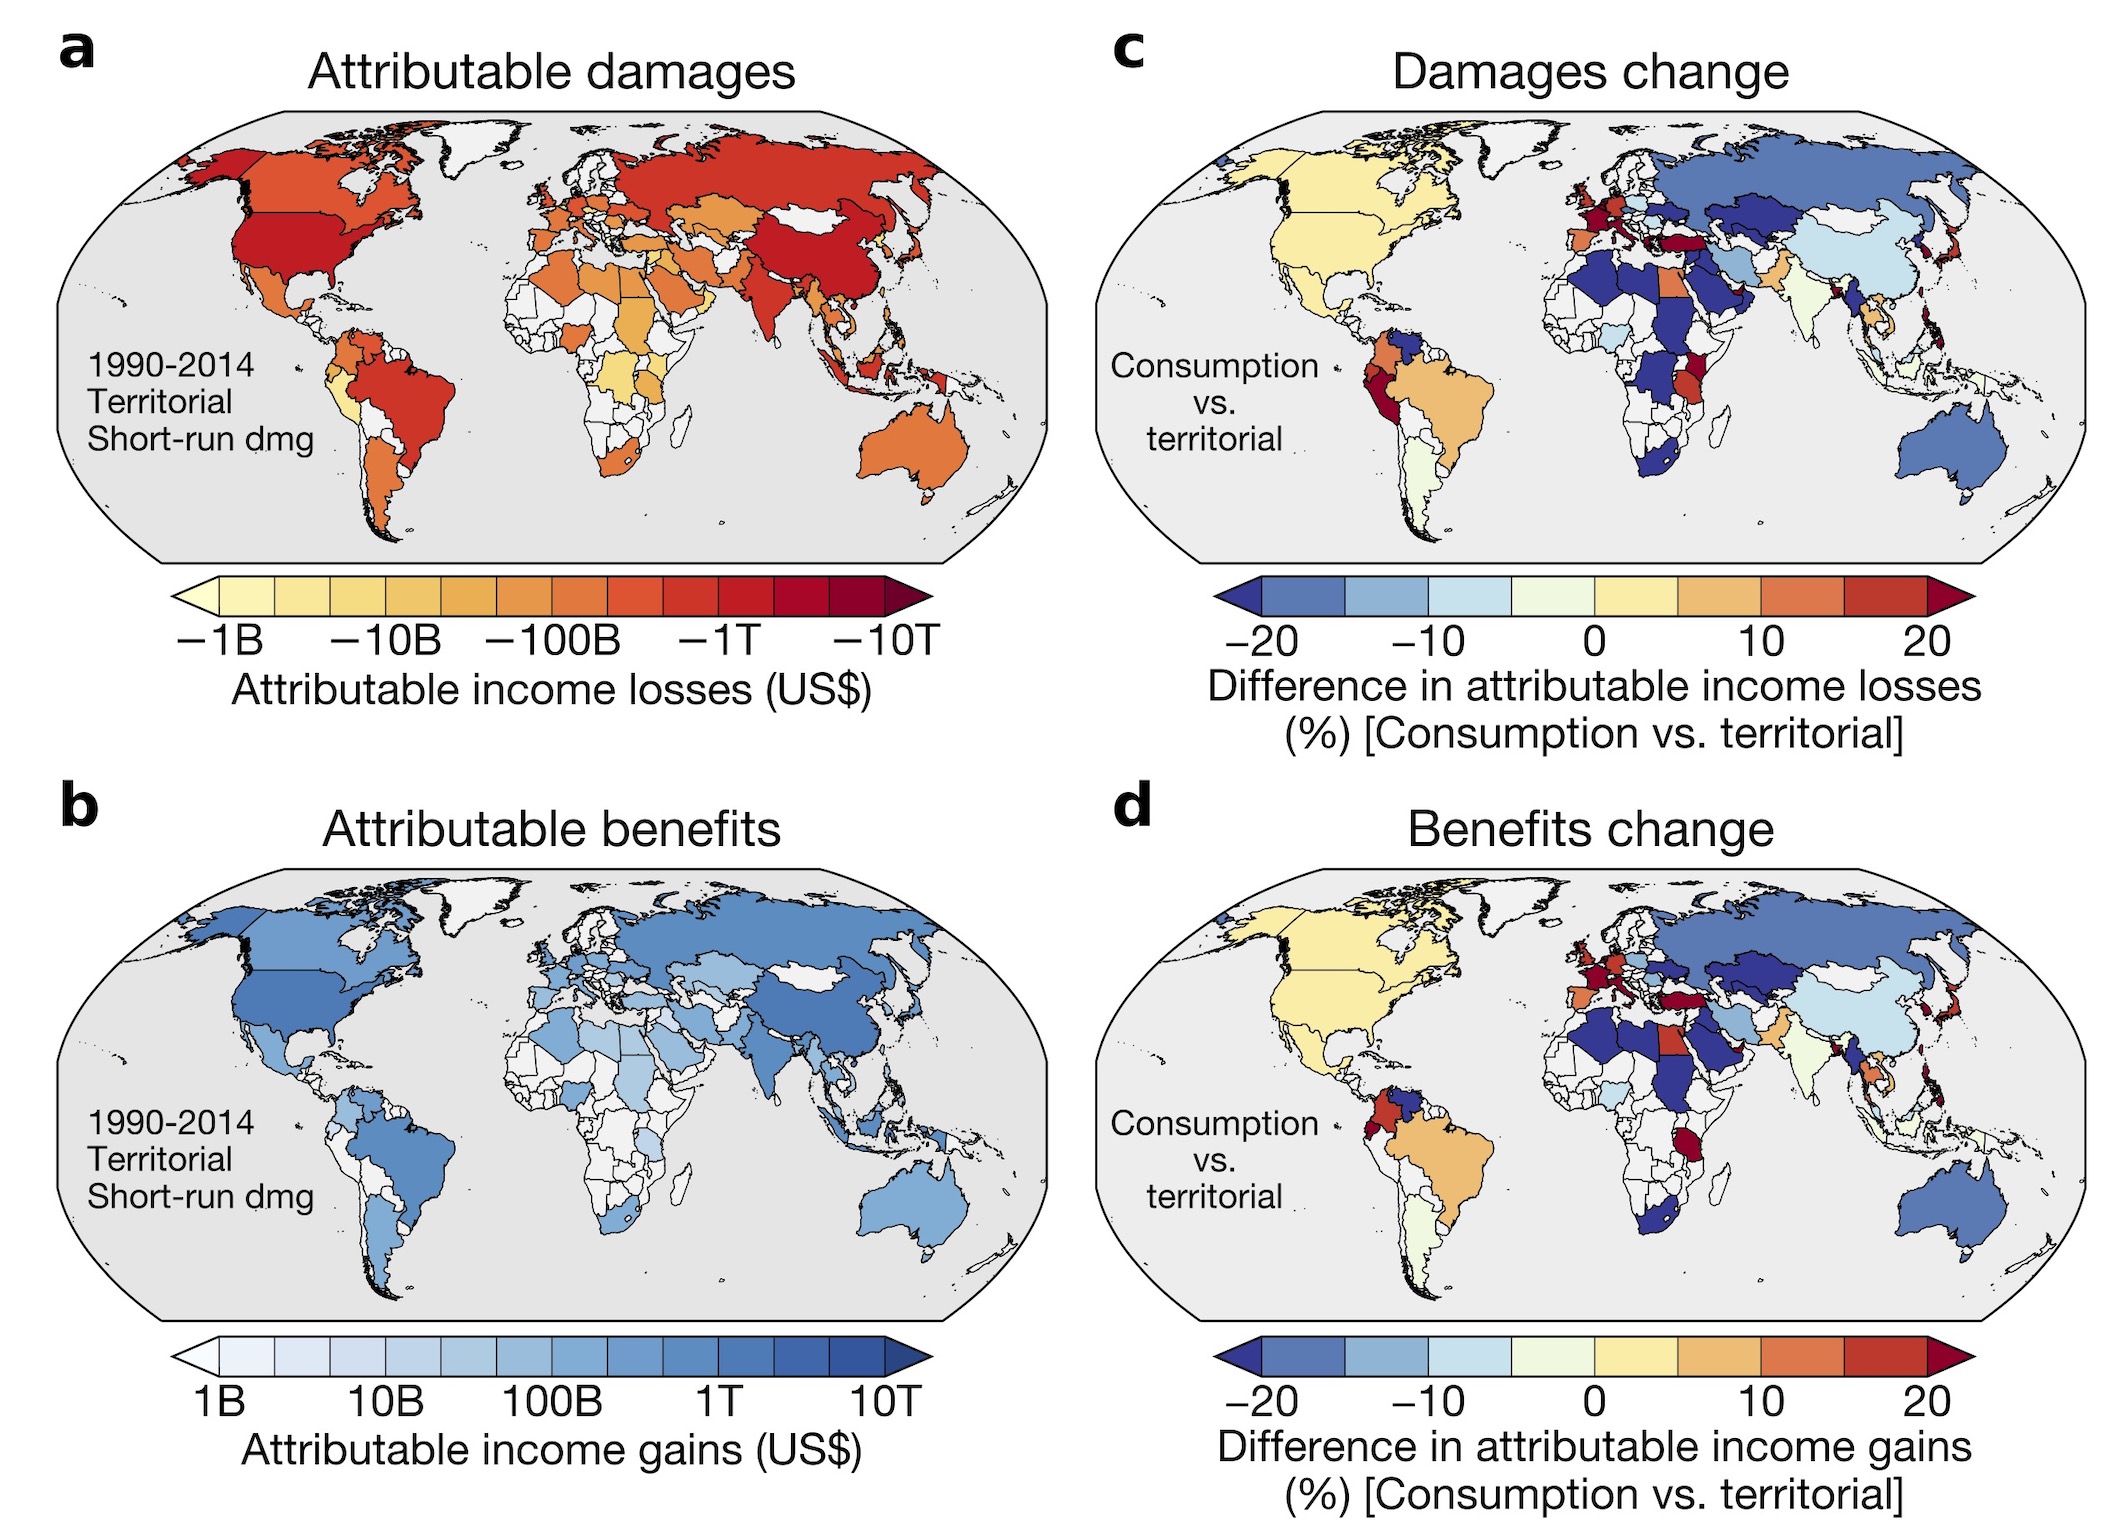 a
Attributable damages
1990-2014
Territorial
Short-run dmg
−1B −10B −100B −1T −10T
Attributable income losses (US$)
c
Damages change
Consumption
vs.
territorial
−20 −10 0 10 20
Difference in attributable income losses
(%) [Consumption vs. territorial]
b
Attributable benefits
1990-2014
Territorial
Short-run dmg
1B 10B 100B 1T 10T
Attributable income gains (US$)
d
Benefits change
Consumption
vs.
territorial
−20 −10 0 10 20
Difference in attributable income gains
(%) [Consumption vs. territorial]